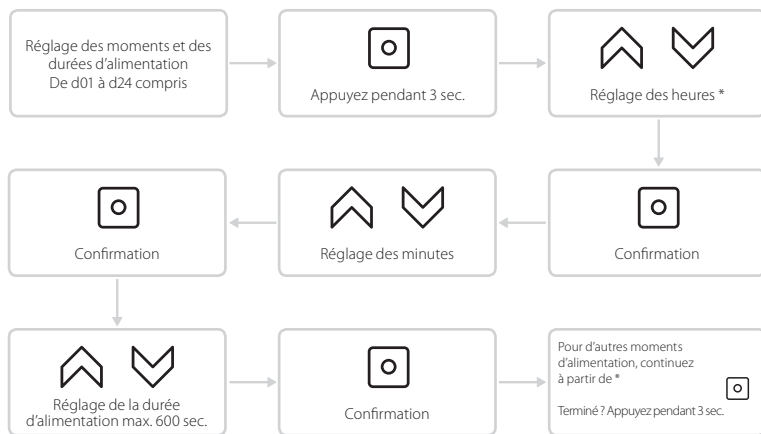 Réglage des moments et des
durées d'alimentation
De d01 à d24 compris
Appuyez pendant 3 sec.
Réglage des heures *
Confirmation
Réglage des minutes
Confirmation
Réglage de la durée
d'alimentation max. 600 sec.
Confirmation
Pour d'autres moments
d'alimentation, continuez
à partir de *
Terminé ? Appuyez pendant 3 sec.